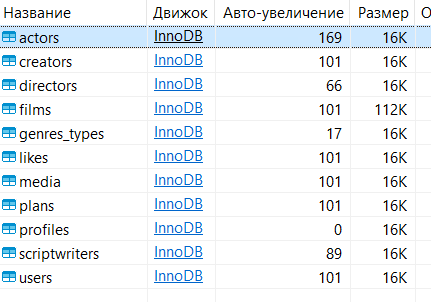 Название Движок Авто-увеличение Размер О
actors InnoDB 169 16K
creators InnoDB 101 16K
directors InnoDB 66 16K
films InnoDB 101 112K
genres_types InnoDB 17 16K
likes InnoDB 101 16K
media InnoDB 101 16K
plans InnoDB 101 16K
profiles InnoDB 0 16K
scriptwriters InnoDB 89 16K
users InnoDB 101 16K